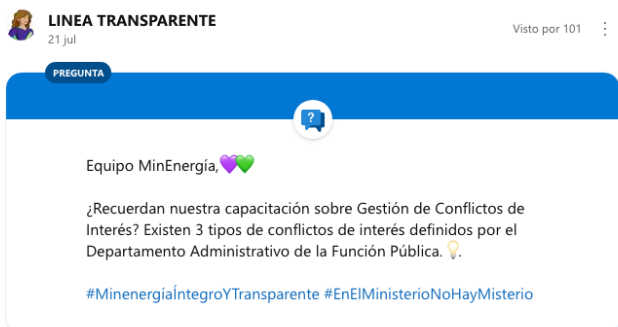 LINEA TRANSPARENTE
21 jul
Visto por 101
PREGUNTA
Equipo MinEnergía,💜💚
¿Recuerdan nuestra capacitación sobre Gestión de Conflictos de
Interés? Existen 3 tipos de conflictos de interés definidos por el
Departamento Administrativo de la Función Pública.💡.
#MinenergíaÍntegroYTransparente #EnElMinisterioNoHayMisterio